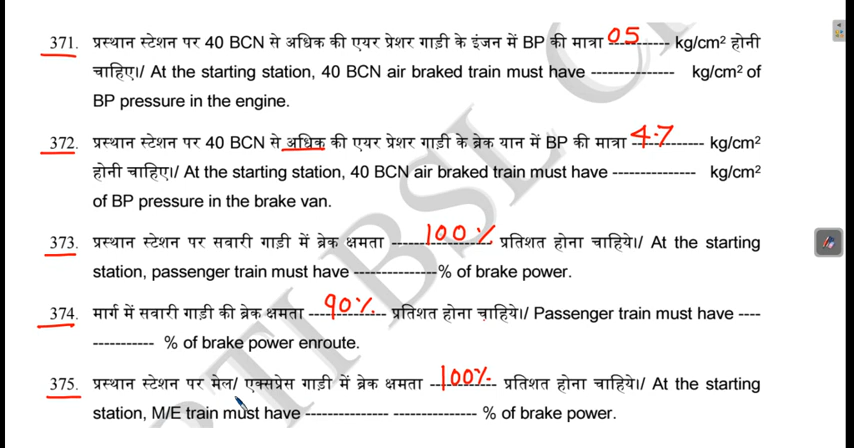 371. प्रस्थान स्टेशन पर 40 BCN से अधिक की एयर प्रेशर गाड़ी के इंजन में BP की मात्रा 05 ---------- kg/cm² होनी
चाहिए।/ At the starting station, 40 BCN air braked train must have --------------- kg/cm² of
BP pressure in the engine.
372. प्रस्थान स्टेशन पर 40 BCN से अधिक की एयर प्रेशर गाड़ी के ब्रेक यान में BP की मात्रा 4.7 ---------- kg/cm²
होनी चाहिए।/ At the starting station, 40 BCN air braked train must have --------------- kg/cm²
of BP pressure in the brake van.
373. प्रस्थान स्टेशन पर सवारी गाड़ी में ब्रेक क्षमता ------100%------ प्रतिशत होना चाहिये।/ At the starting
station, passenger train must have ---------------% of brake power.
374. मार्ग में सवारी गाड़ी की ब्रेक क्षमता ----90%---- प्रतिशत होना चाहिये।/ Passenger train must have ----
----------- % of brake power enroute.
375. प्रस्थान स्टेशन पर मेल/ एक्सप्रेस गाड़ी में ब्रेक क्षमता --100%-- प्रतिशत होना चाहिये।/ At the starting
station, M/E train must have --------------- --------------- % of brake power.